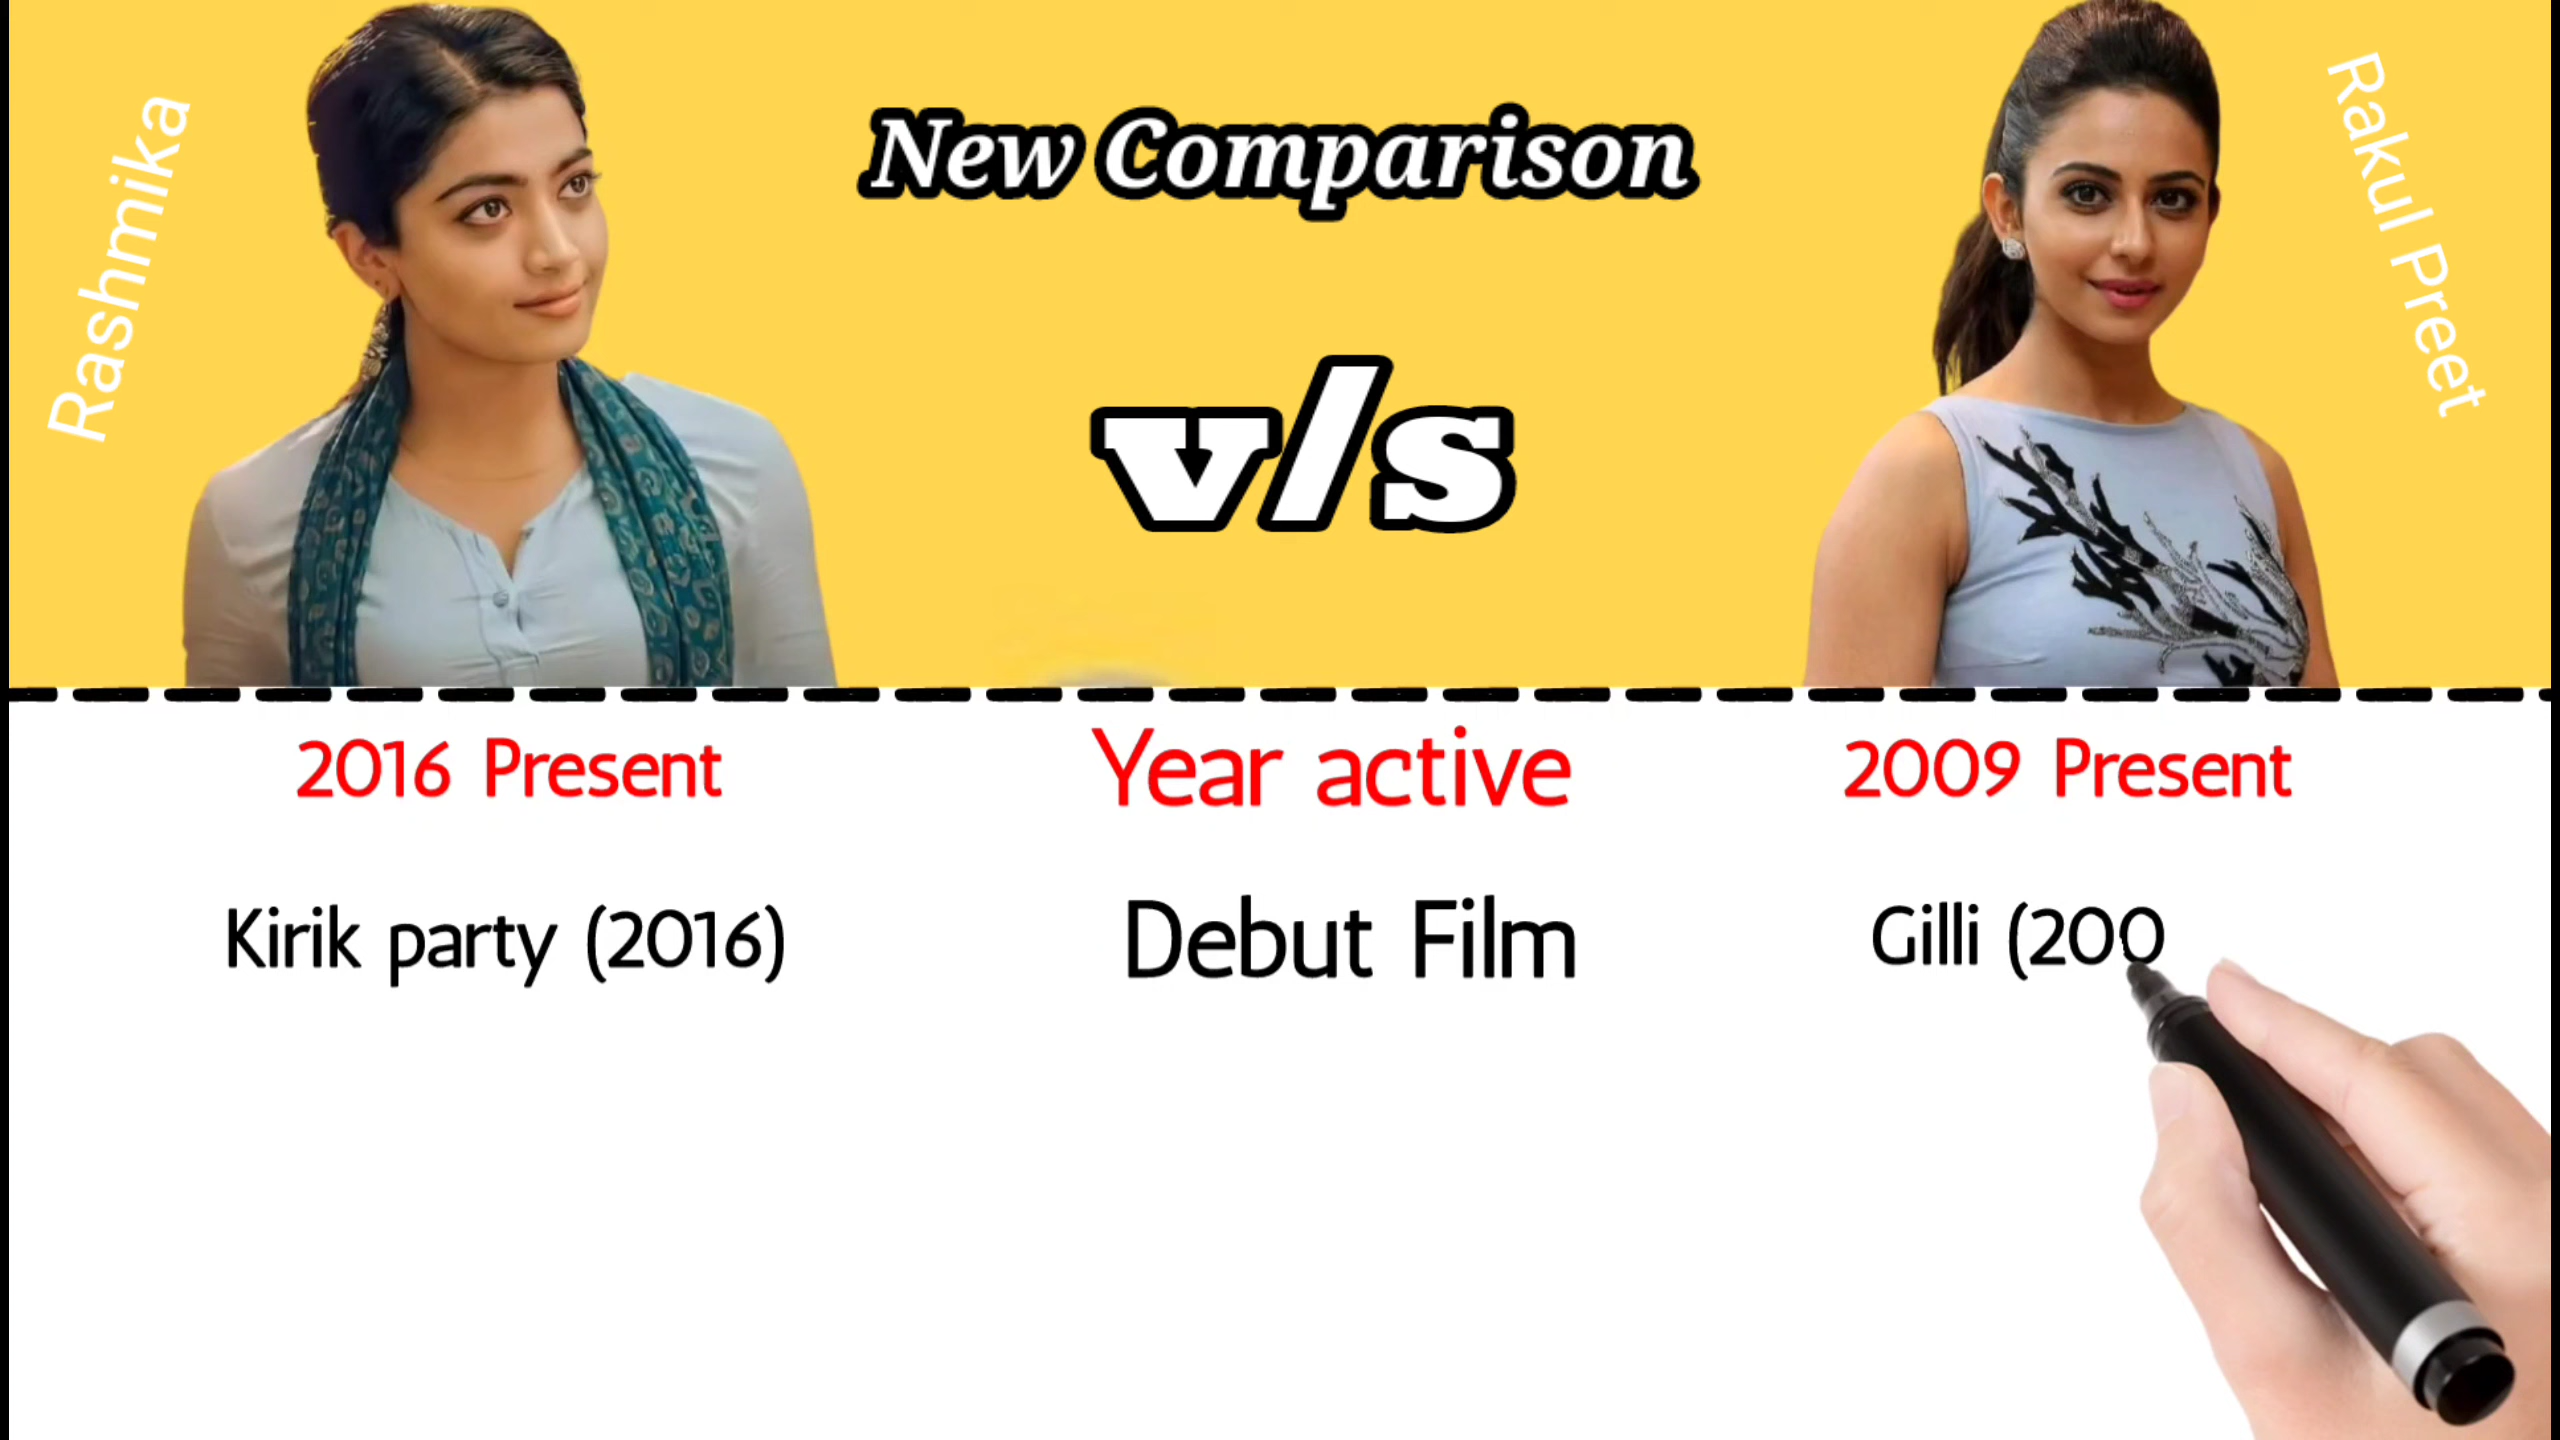 New Comparison
Rashmika
v/s
Rakul Preet
2016 Present
Year active
2009 Present
Kirik party (2016)
Debut Film
Gilli (200